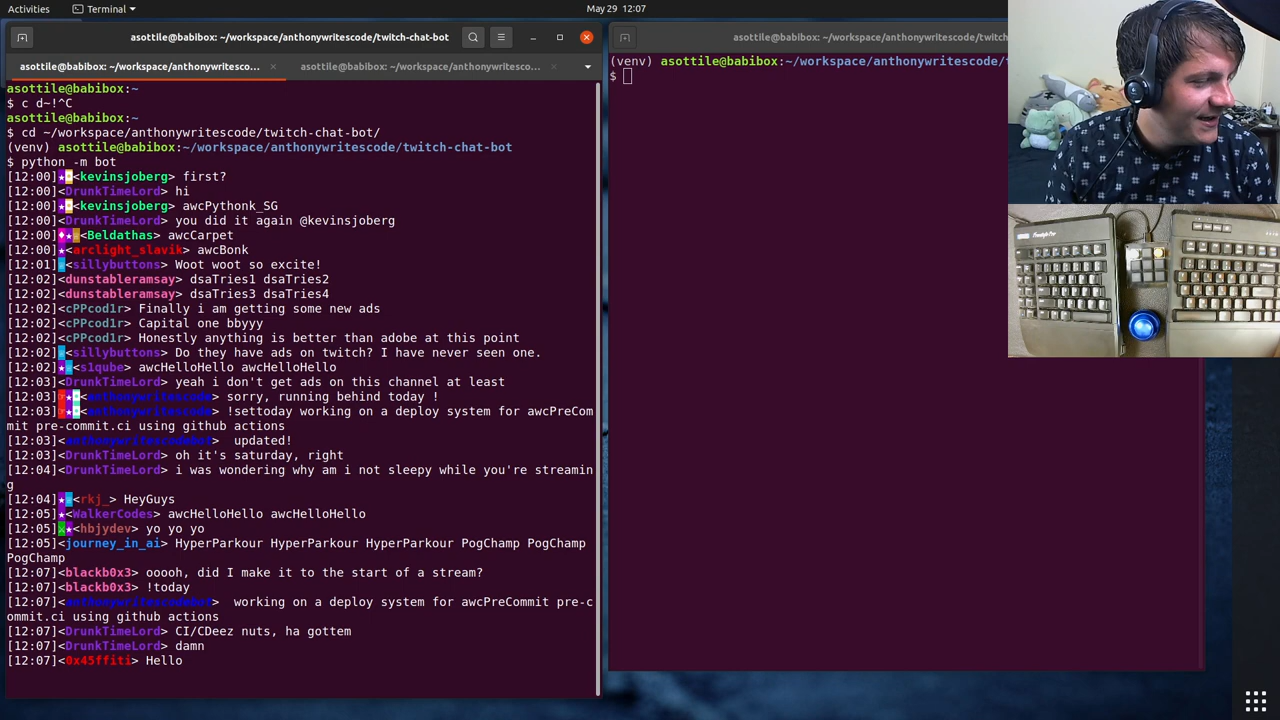 Activities
Terminal
May 29 12:07
asottile@babibox: ~/workspace/anthonywritescode/twitch-chat-bot
asottile@babibox: ~/workspace/anthonywritescode/twitch
asottile@babibox: ~/workspace/anthonywritesco...
asottile@babibox: ~/workspace/anthonywritesco...
asottile@babibox:~
$ c d~!^C
asottile@babibox:~
$ cd ~/workspace/anthonywritescode/twitch-chat-bot/
(venv) asottile@babibox:~/workspace/anthonywritescode/twitch-chat-bot
$ python -m bot
[12:00]<kevinsjoberg> first?
[12:00]<DrunkTimeLord> hi
[12:00]<kevinsjoberg> awcPythonk_SG
[12:00]<DrunkTimeLord> you did it again @kevinsjoberg
[12:00]<Beldathas> awcCarpet
[12:00]<arclight_slavik> awcBonk
[12:01]<sillybuttons> Woot woot so excite!
[12:02]<dunstableramsay> dsaTries1 dsaTries2
[12:02]<dunstableramsay> dsaTries3 dsaTries4
[12:02]<cPPcod1r> Finally i am getting some new ads
[12:02]<cPPcod1r> Capital one bbyyy
[12:02]<cPPcod1r> Honestly anything is better than adobe at this point
[12:02]<sillybuttons> Do they have ads on twitch? I have never seen one.
[12:02]<s1qube> awcHelloHello awcHelloHello
[12:03]<DrunkTimeLord> yeah i don't get ads on this channel at least
[12:03]<anthonywritescode> sorry, running behind today !
[12:03]<anthonywritescode> !settoday working on a deploy system for awcPreCom
mit pre-commit.ci using github actions
[12:03]<anthonywritescodebot>  updated!
[12:03]<DrunkTimeLord> oh it's saturday, right
[12:04]<DrunkTimeLord> i was wondering why am i not sleepy while you're streamin
g
[12:04]<rkj_> HeyGuys
[12:05]<WalkerCodes> awcHelloHello awcHelloHello
[12:05]<hbjydev> yo yo yo
[12:05]<journey_in_ai> HyperParkour HyperParkour HyperParkour PogChamp PogChamp
PogChamp
[12:07]<blackb0x3> ooooh, did I make it to the start of a stream?
[12:07]<blackb0x3> !today
[12:07]<anthonywritescodebot>  working on a deploy system for awcPreCommit pre-c
ommit.ci using github actions
[12:07]<DrunkTimeLord> CI/CDeez nuts, ha gottem
[12:07]<DrunkTimeLord> damn
[12:07]<0x45ffiti> Hello
(venv) asottile@babibox:~/workspace/anthonywritescode/
$